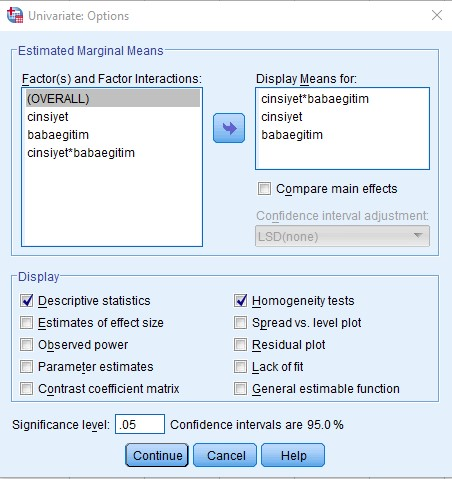 Univariate: Options
Estimated Marginal Means
Factor(s) and Factor Interactions:
(OVERALL)
cinsiyet
babaegitim
cinsiyet*babaegitim
Display Means for:
cinsiyet*babaegitim
cinsiyet
babaegitim
Compare main effects
Confidence interval adjustment:
LSD(none)
Display
Descriptive statistics
Homogeneity tests
Estimates of effect size
Spread vs. level plot
Observed power
Residual plot
Parameter estimates
Lack of fit
Contrast coefficient matrix
General estimable function
Significance level: .05 Confidence intervals are 95.0 %
Continue Cancel Help